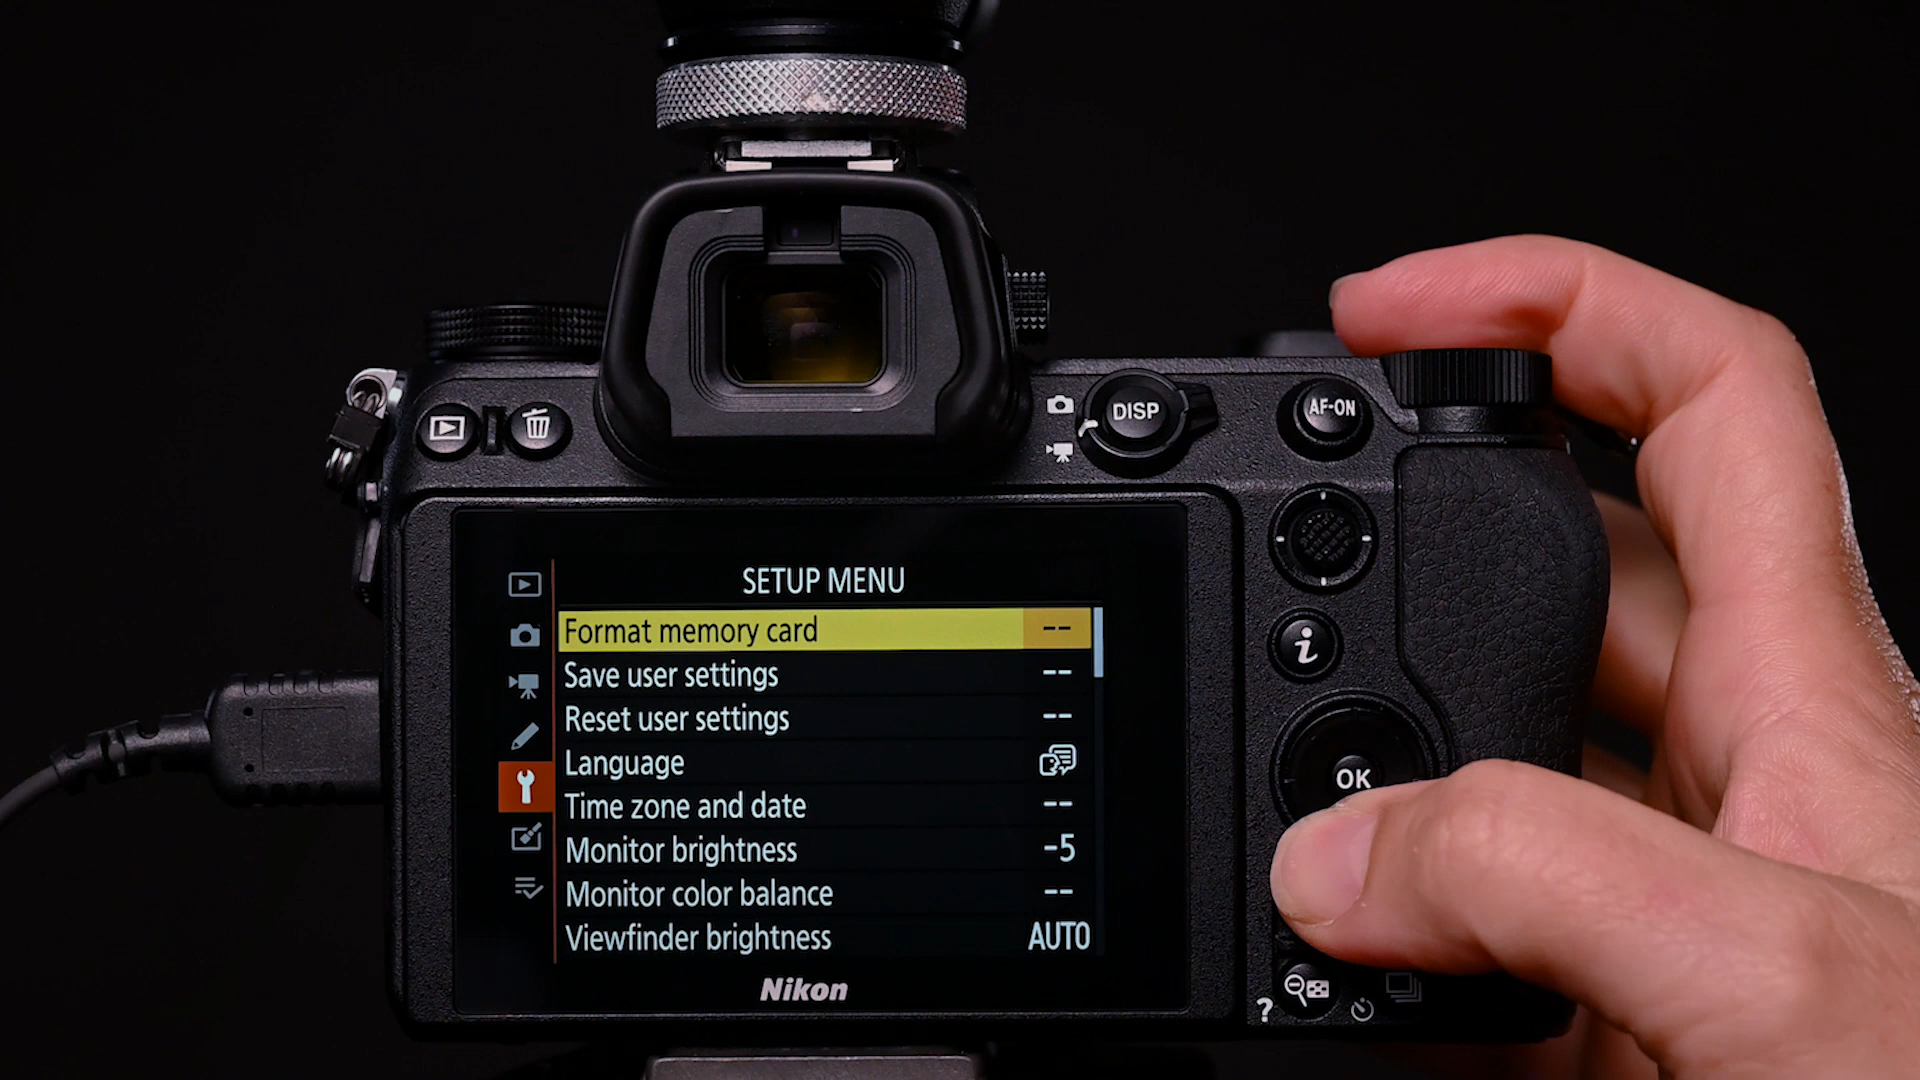 DISP
AF-ON
SETUP MENU
Format memory card --
Save user settings --
Reset user settings --
Language
Time zone and date --
Monitor brightness -5
Monitor color balance --
Viewfinder brightness AUTO
i
OK
Nikon
?